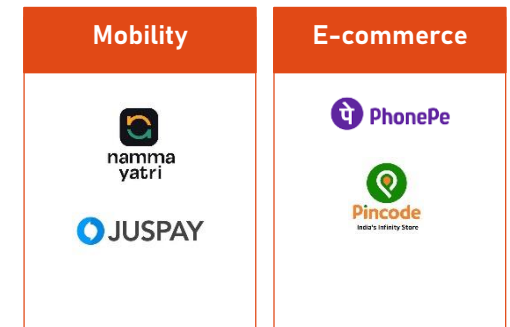 Mobility
E-commerce
namma
yatri
JUSPAY
पे PhonePe
Pincode
India's Infinity Store